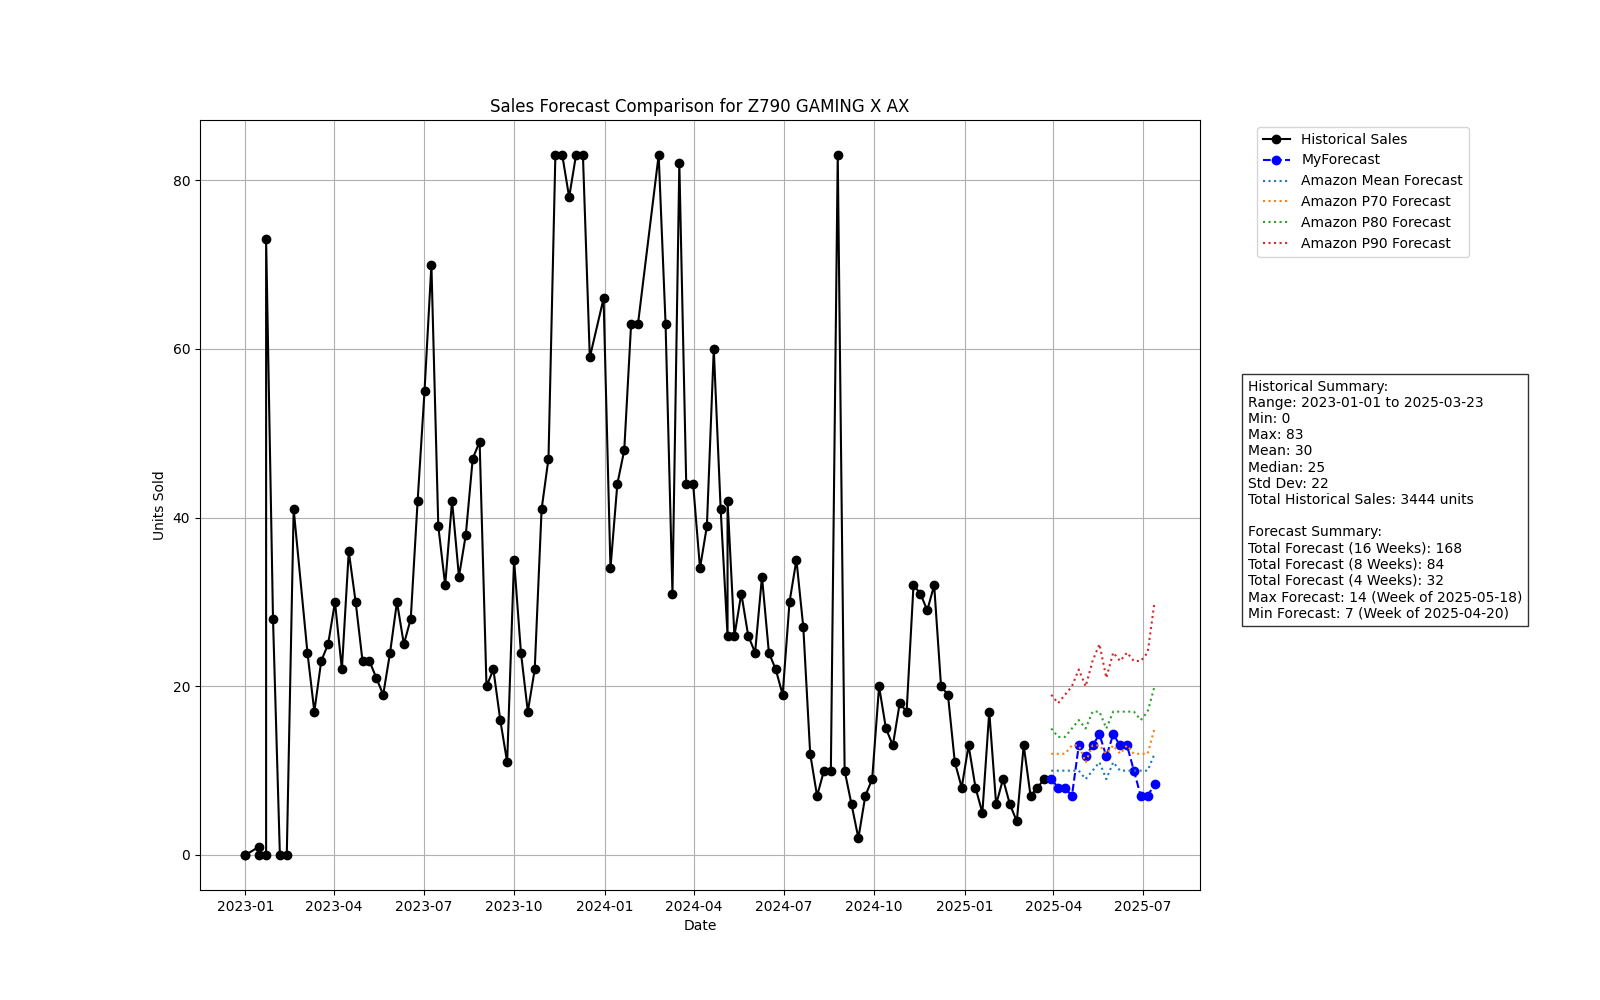 Sales Forecast Comparison for Z790 GAMING X AX
Historical Sales
MyForecast
Amazon Mean Forecast
Amazon P70 Forecast
Amazon P80 Forecast
Amazon P90 Forecast
80
60
40
20
0
Units Sold
Historical Summary:
Range: 2023-01-01 to 2025-03-23
Min: 0
Max: 83
Mean: 30
Median: 25
Std Dev: 22
Total Historical Sales: 3444 units
Forecast Summary:
Total Forecast (16 Weeks): 168
Total Forecast (8 Weeks): 84
Total Forecast (4 Weeks): 32
Max Forecast: 14 (Week of 2025-05-18)
Min Forecast: 7 (Week of 2025-04-20)
2023-01 2023-04 2023-07 2023-10 2024-01 2024-04 2024-07 2024-10 2025-01 2025-04 2025-07
Date